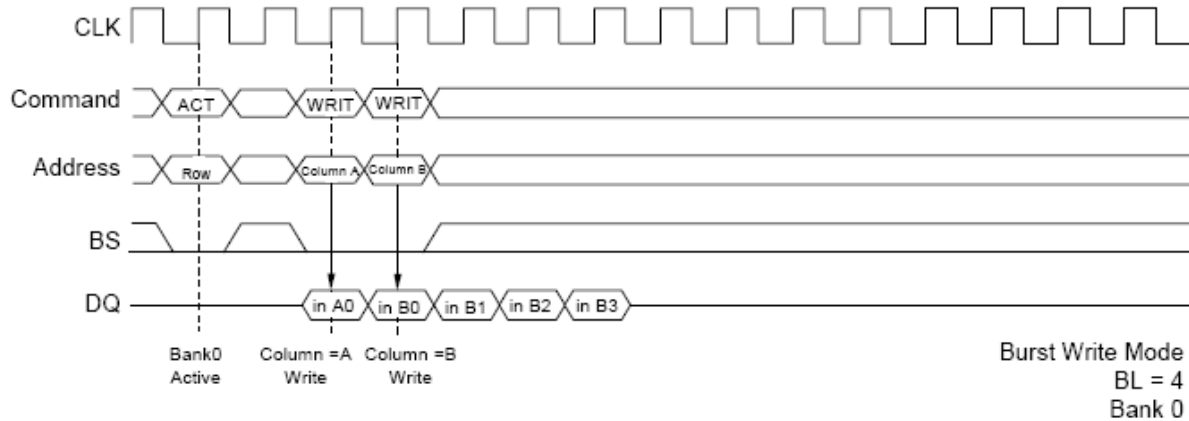 CLK
Command ACT WRIT WRIT
Address Row Column A Column B
BS
DQ in A0 in B0 in B1 in B2 in B3
Bank0 Column =A Column =B
Active Write Write
Burst Write Mode
BL = 4
Bank 0